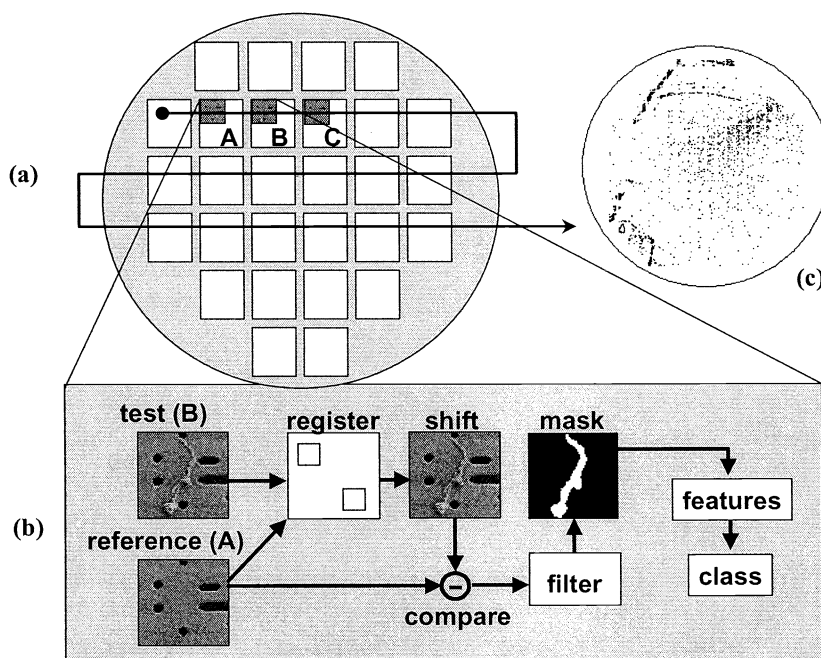 A B C
(a)
(c)
test (B)
register
shift
mask
features
(b)
reference (A)
−
filter
class
compare